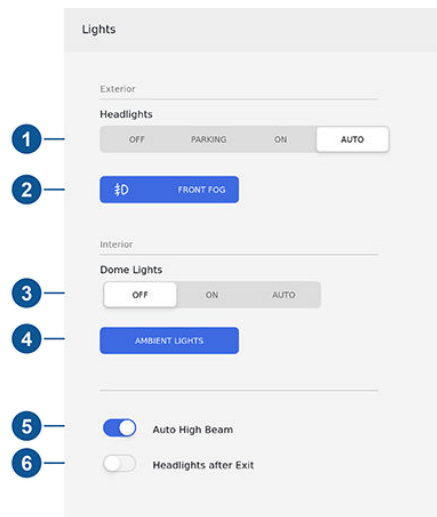 Lights
Exterior
Headlights
1 OFF PARKING ON AUTO
2 FRONT FOG
Interior
Dome Lights
3 OFF ON AUTO
4 AMBIENT LIGHTS
5 Auto High Beam
6 Headlights after Exit